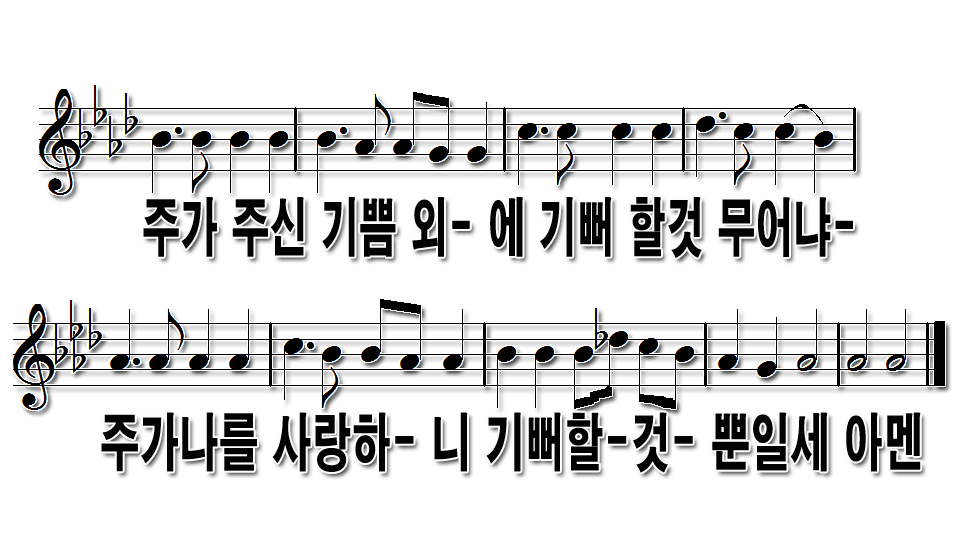 주가 주신 기쁨 외- 에 기뻐 할것 무어냐-
주가나를 사랑하- 니 기뻐할-것- 뿐일세 아멘